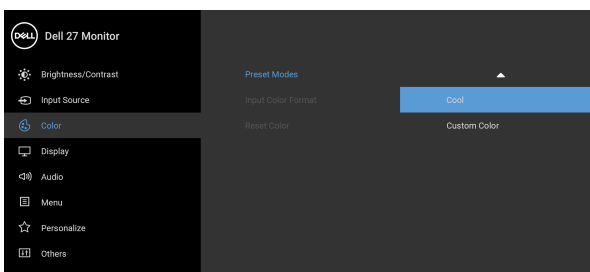 DELL Dell 27 Monitor
Brightness/Contrast
Preset Modes
Input Source
Input Color Format
Cool
Color
Reset Color
Custom Color
Display
Audio
Menu
Personalize
Others